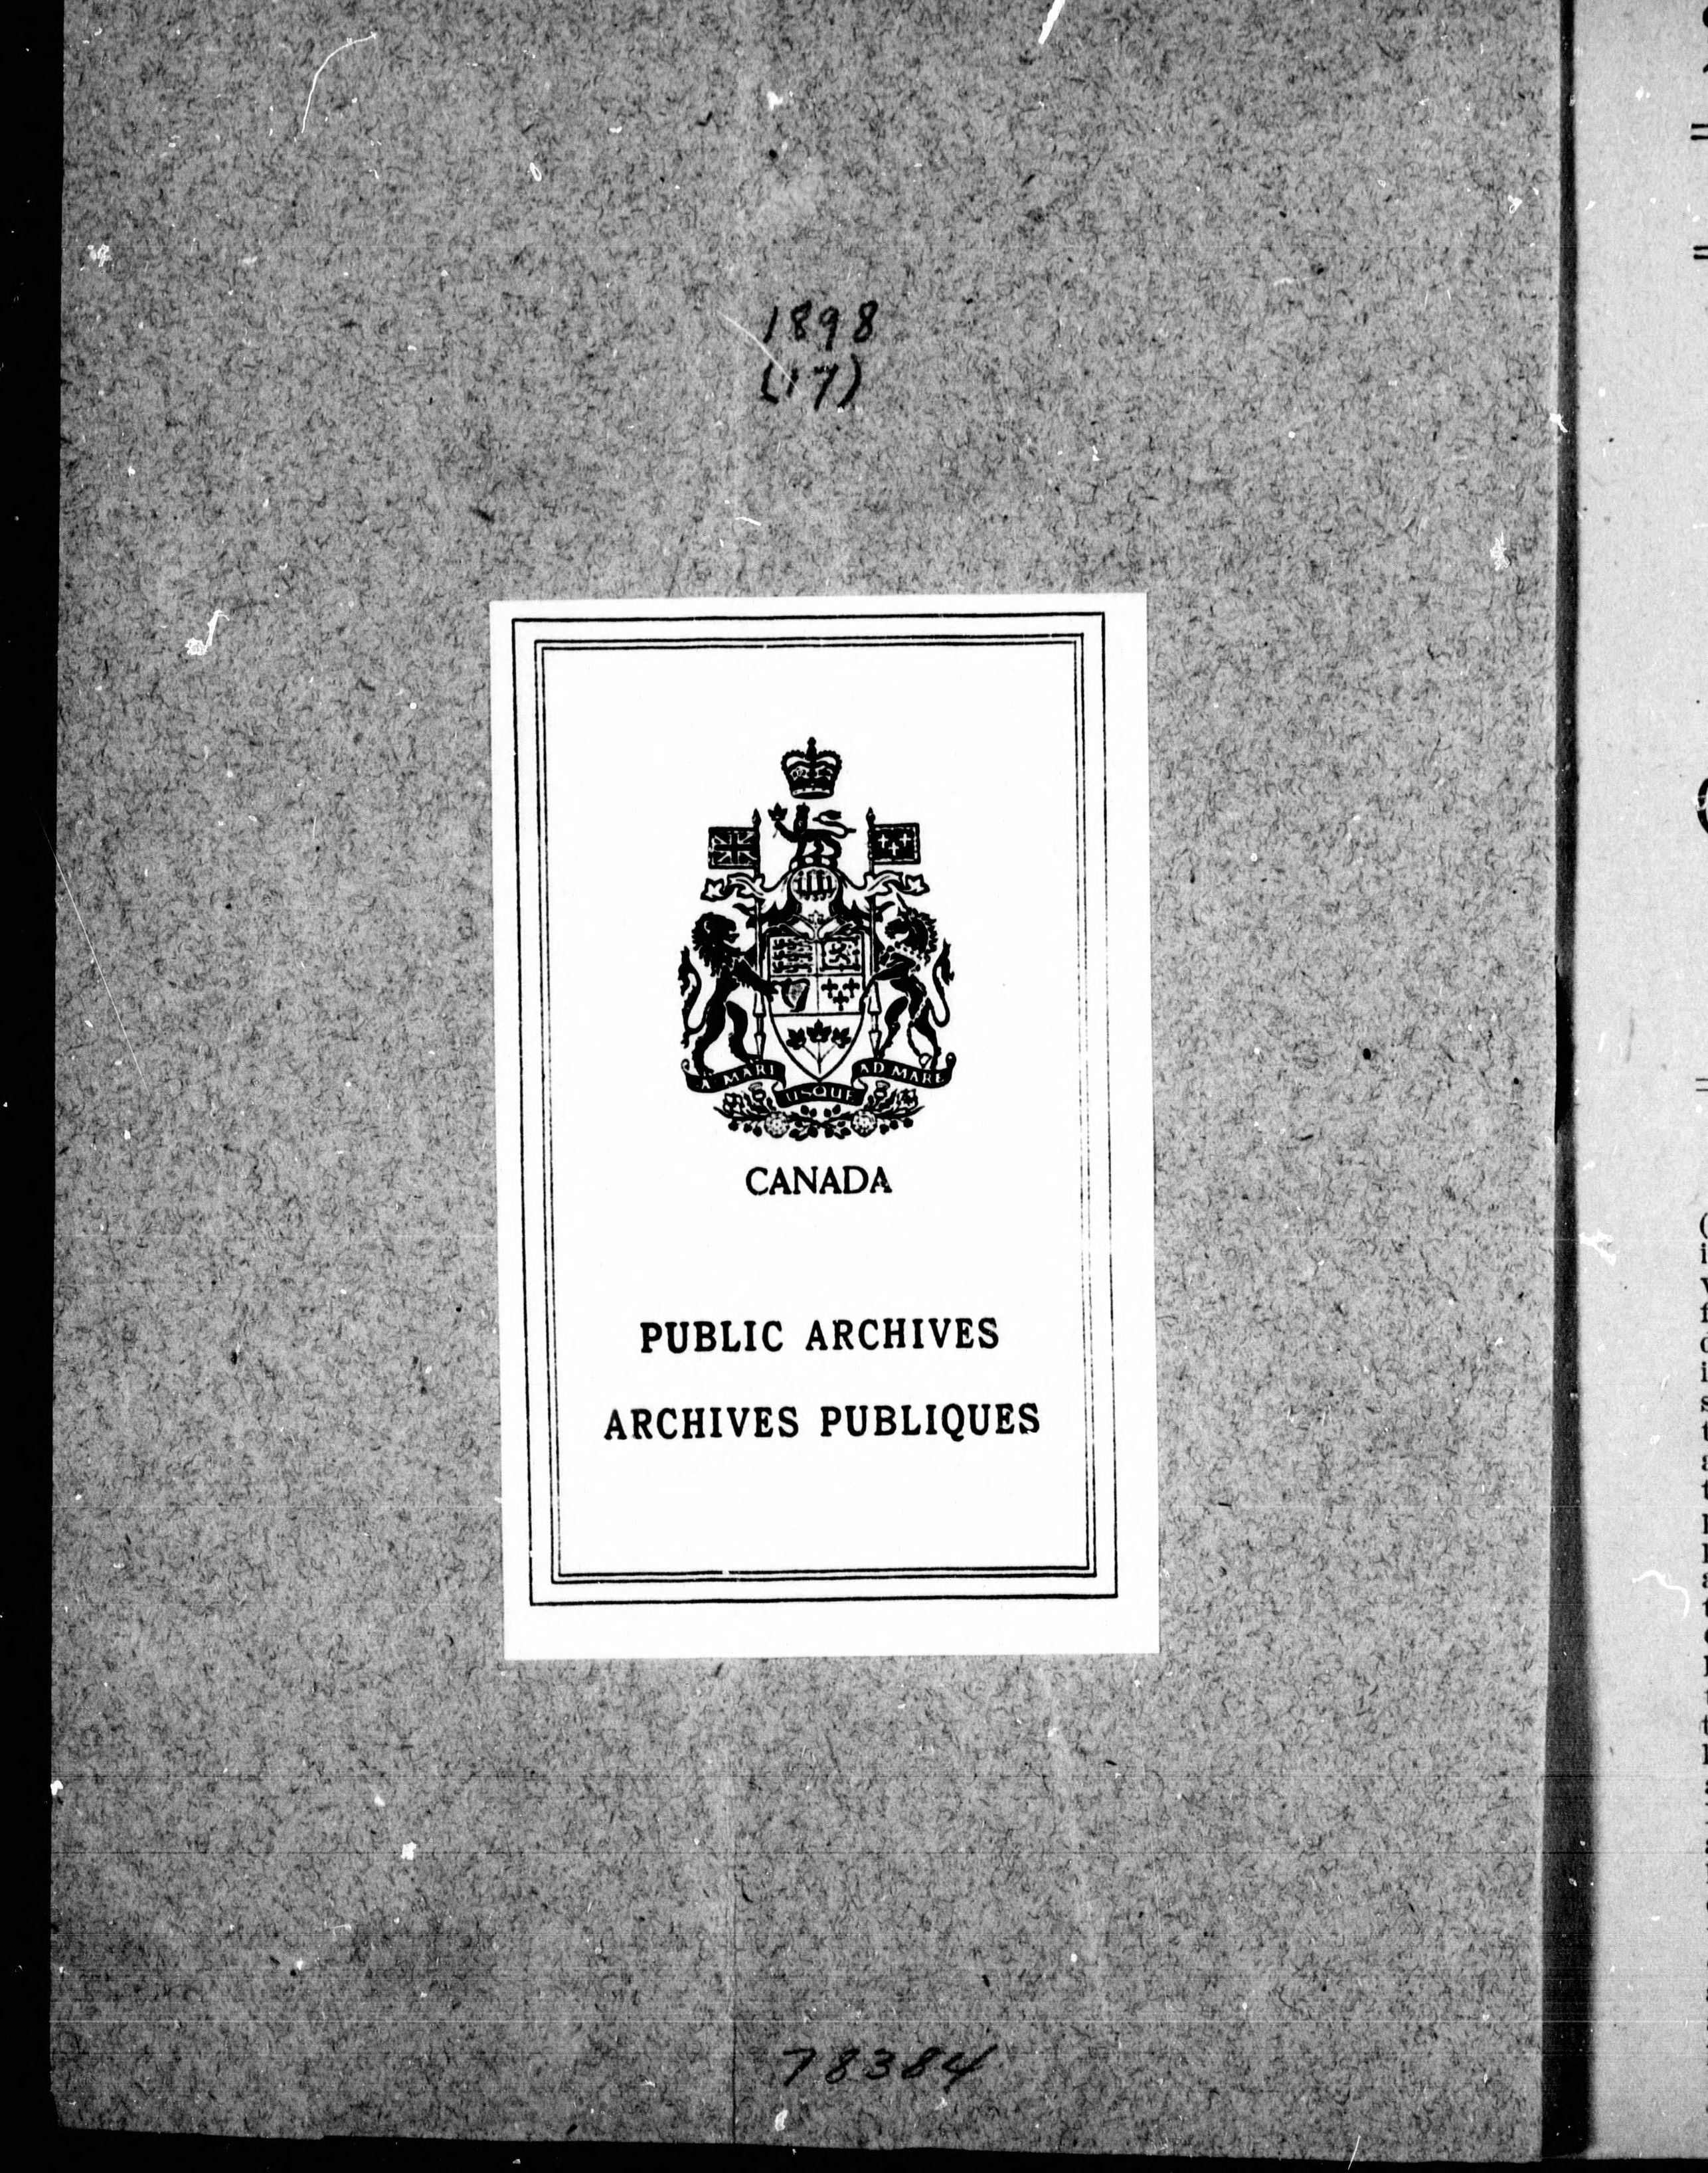 1898
(17)
A MARI USQUE AD MARE
CANADA
PUBLIC ARCHIVES
ARCHIVES PUBLIQUES
78384